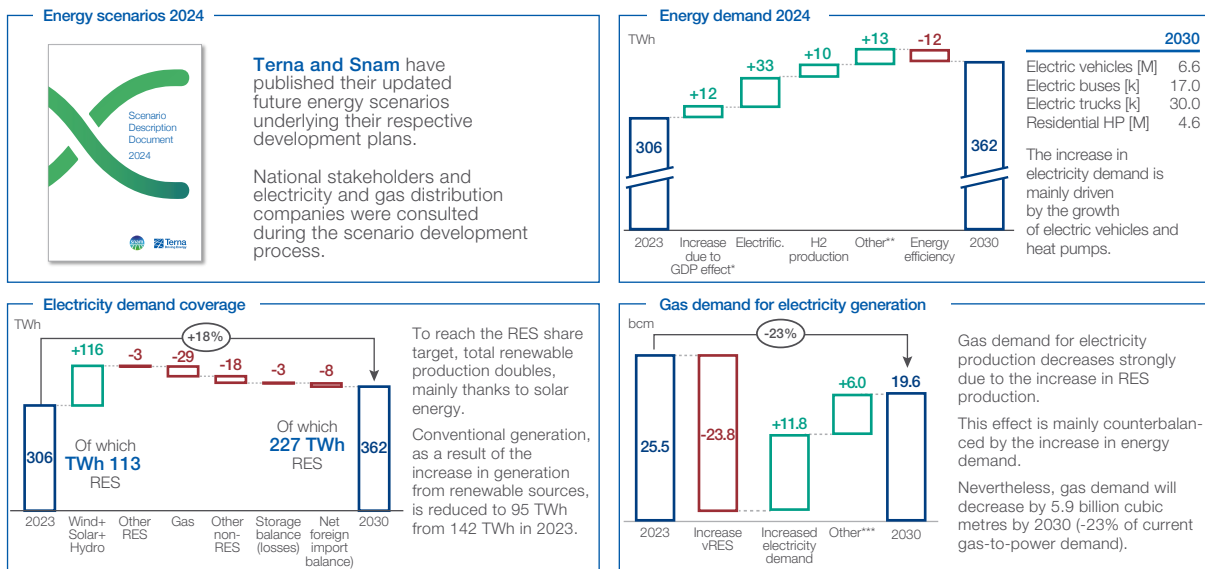 Energy scenarios 2024
Scenario
Description
Document
2024
snam
Terna
Driving Energy
Terna and Snam have
published their updated
future energy scenarios
underlying their respective
development plans.
National stakeholders and
electricity and gas distribution
companies were consulted
during the scenario development
process.
Energy demand 2024
TWh
306
+12
+33
+10
+13
-12
362
2023
Increase
due to
GDP effect*
Electrific.
H2
production
Other**
Energy
efficiency
2030
2030
Electric vehicles [M] 6.6
Electric buses [k] 17.0
Electric trucks [k] 30.0
Residential HP [M] 4.6
The increase in
electricity demand is
mainly driven
by the growth
of electric vehicles and
heat pumps.
Electricity demand coverage
TWh
+18%
306
+116
-3
-29
-18
-3
-8
362
Of which
TWh 113
RES
Of which
227 TWh
RES
2023
Wind+
Solar+
Hydro
Other
RES
Gas
Other
non-
RES
Storage
balance
(losses)
Net
foreign
import
balance)
2030
To reach the RES share
target, total renewable
production doubles,
mainly thanks to solar
energy.
Conventional generation,
as a result of the
increase in generation
from renewable sources,
is reduced to 95 TWh
from 142 TWh in 2023.
Gas demand for electricity generation
bcm
-23%
25.5
-23.8
+11.8
+6.0
19.6
2023
Increase
vRES
Increased
electricity
demand
Other***
2030
Gas demand for electricity
production decreases strongly
due to the increase in RES
production.
This effect is mainly counterbalan-
ced by the increase in energy
demand.
Nevertheless, gas demand will
decrease by 5.9 billion cubic
metres by 2030 (-23% of current
gas-to-power demand).